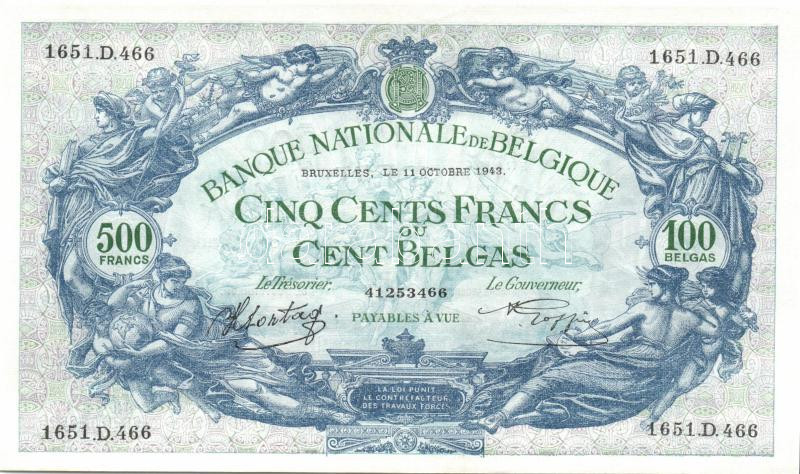 1651.D.466
1651.D.466
BANQUE NATIONALE DE BELGIQUE
BRUXELLES, LE 11 OCTOBRE 1943.
CINQ CENTS FRANCS
OU
CENT BELGAS
500
FRANCS
100
BELGAS
Le Trésorier,
Le Gouverneur,
41253466
PAYABLES À VUE
LA LOI PUNIT
LE CONTREFACTEUR
DES TRAVAUX FORCÉS
1651.D.466
1651.D.466